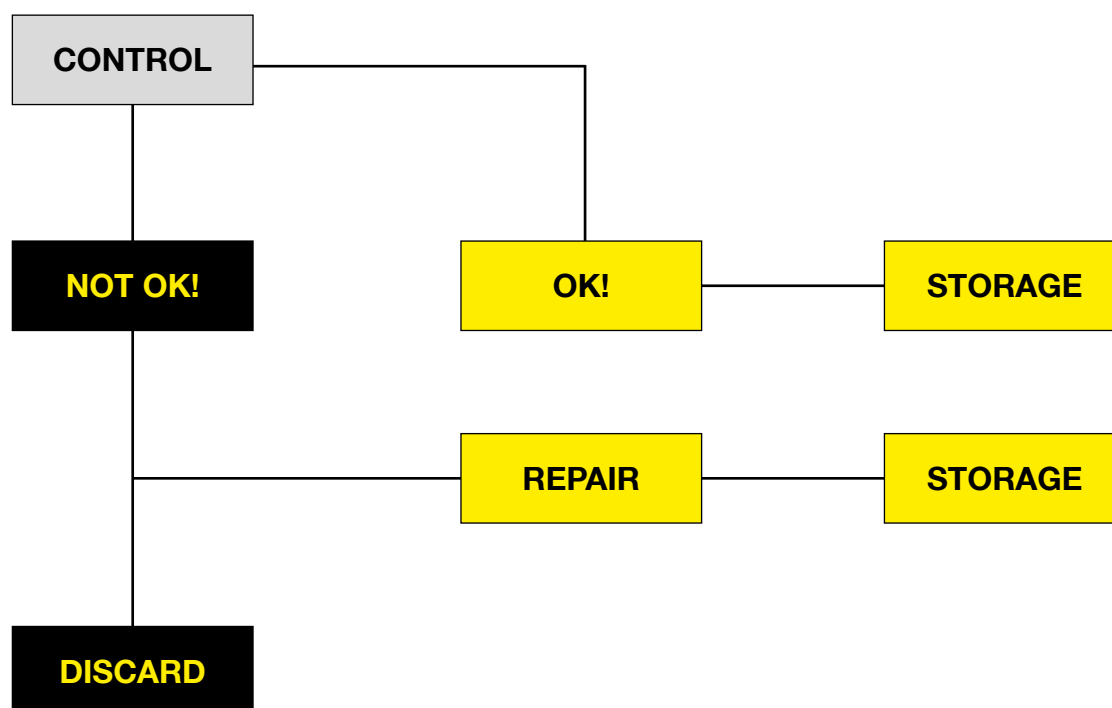 CONTROL
NOT OK!
OK!
STORAGE
REPAIR
STORAGE
DISCARD